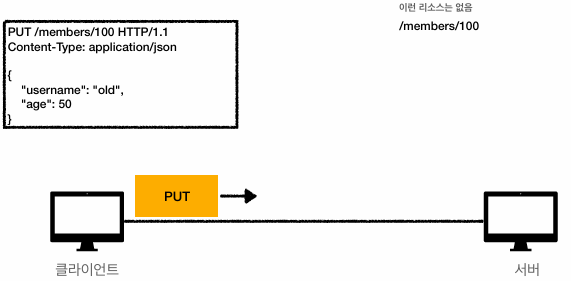 이런 리소스는 없음
/members/100
PUT /members/100 HTTP/1.1
Content-Type: application/json
{
"username": "old",
"age": 50
}
PUT
클라이언트
서버